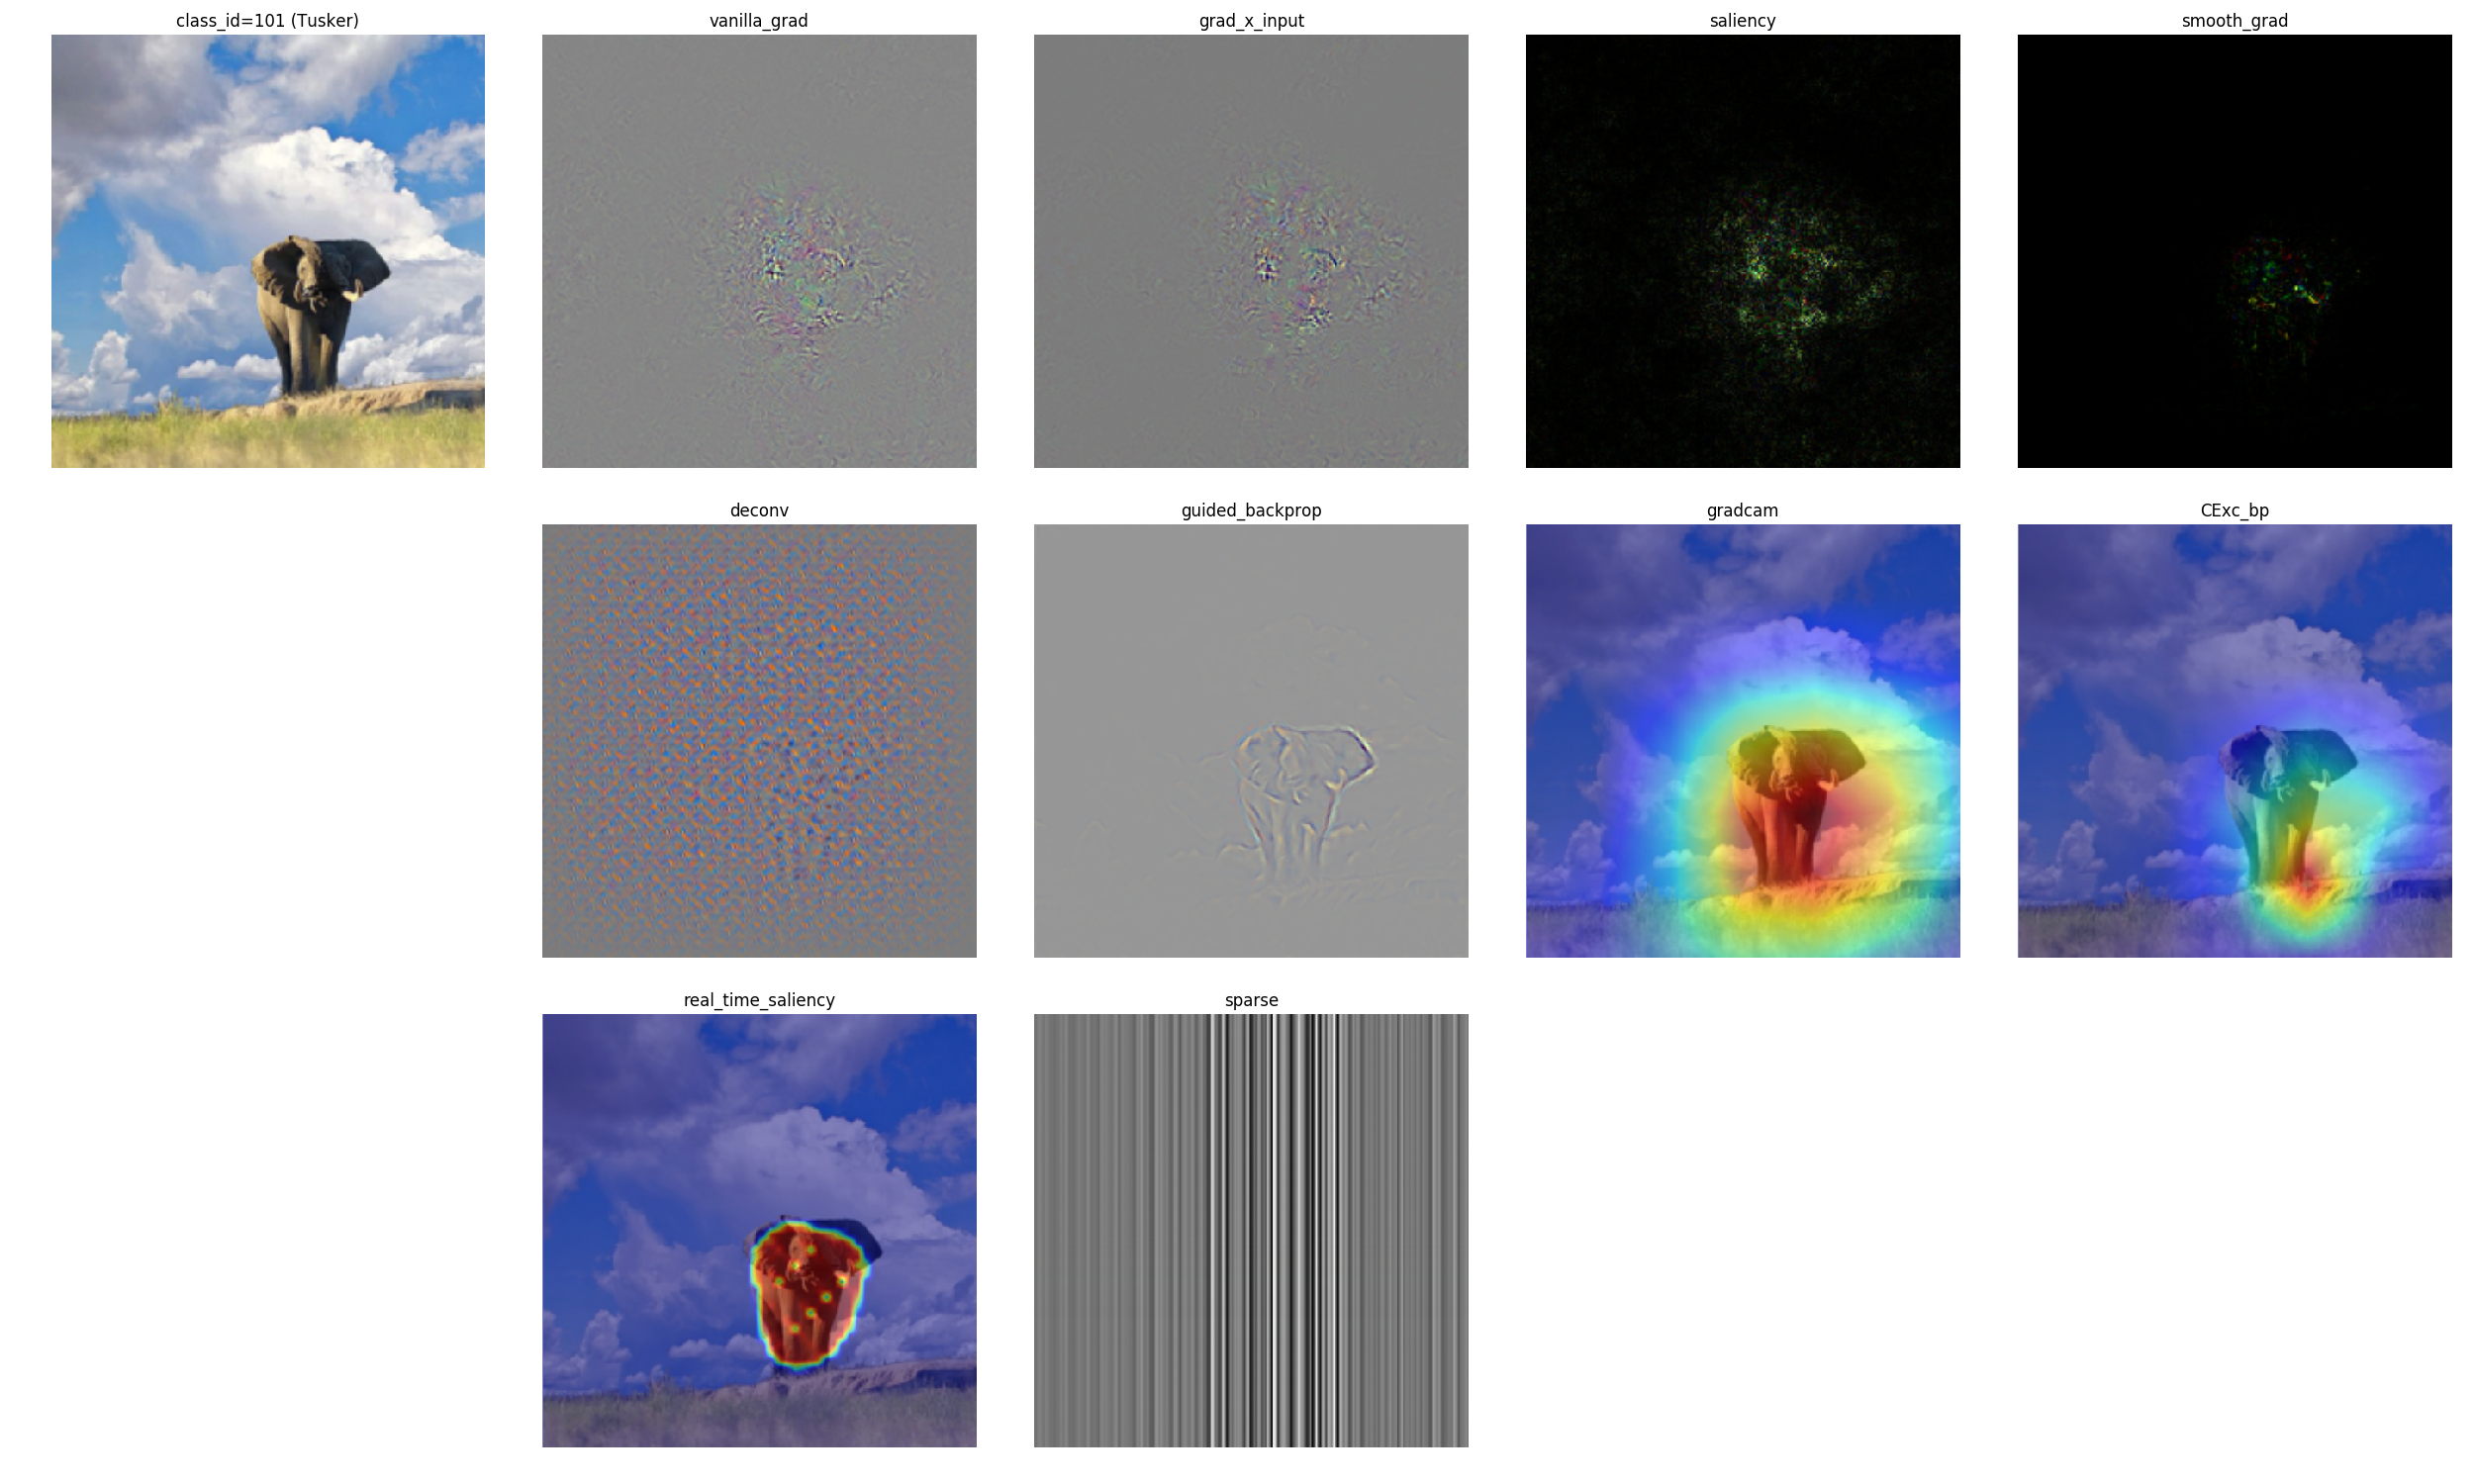 class_id=101 (Tusker)
vanilla_grad
grad_x_input
saliency
smooth_grad
deconv
guided_backprop
gradcam
CExc_bp
real_time_saliency
sparse